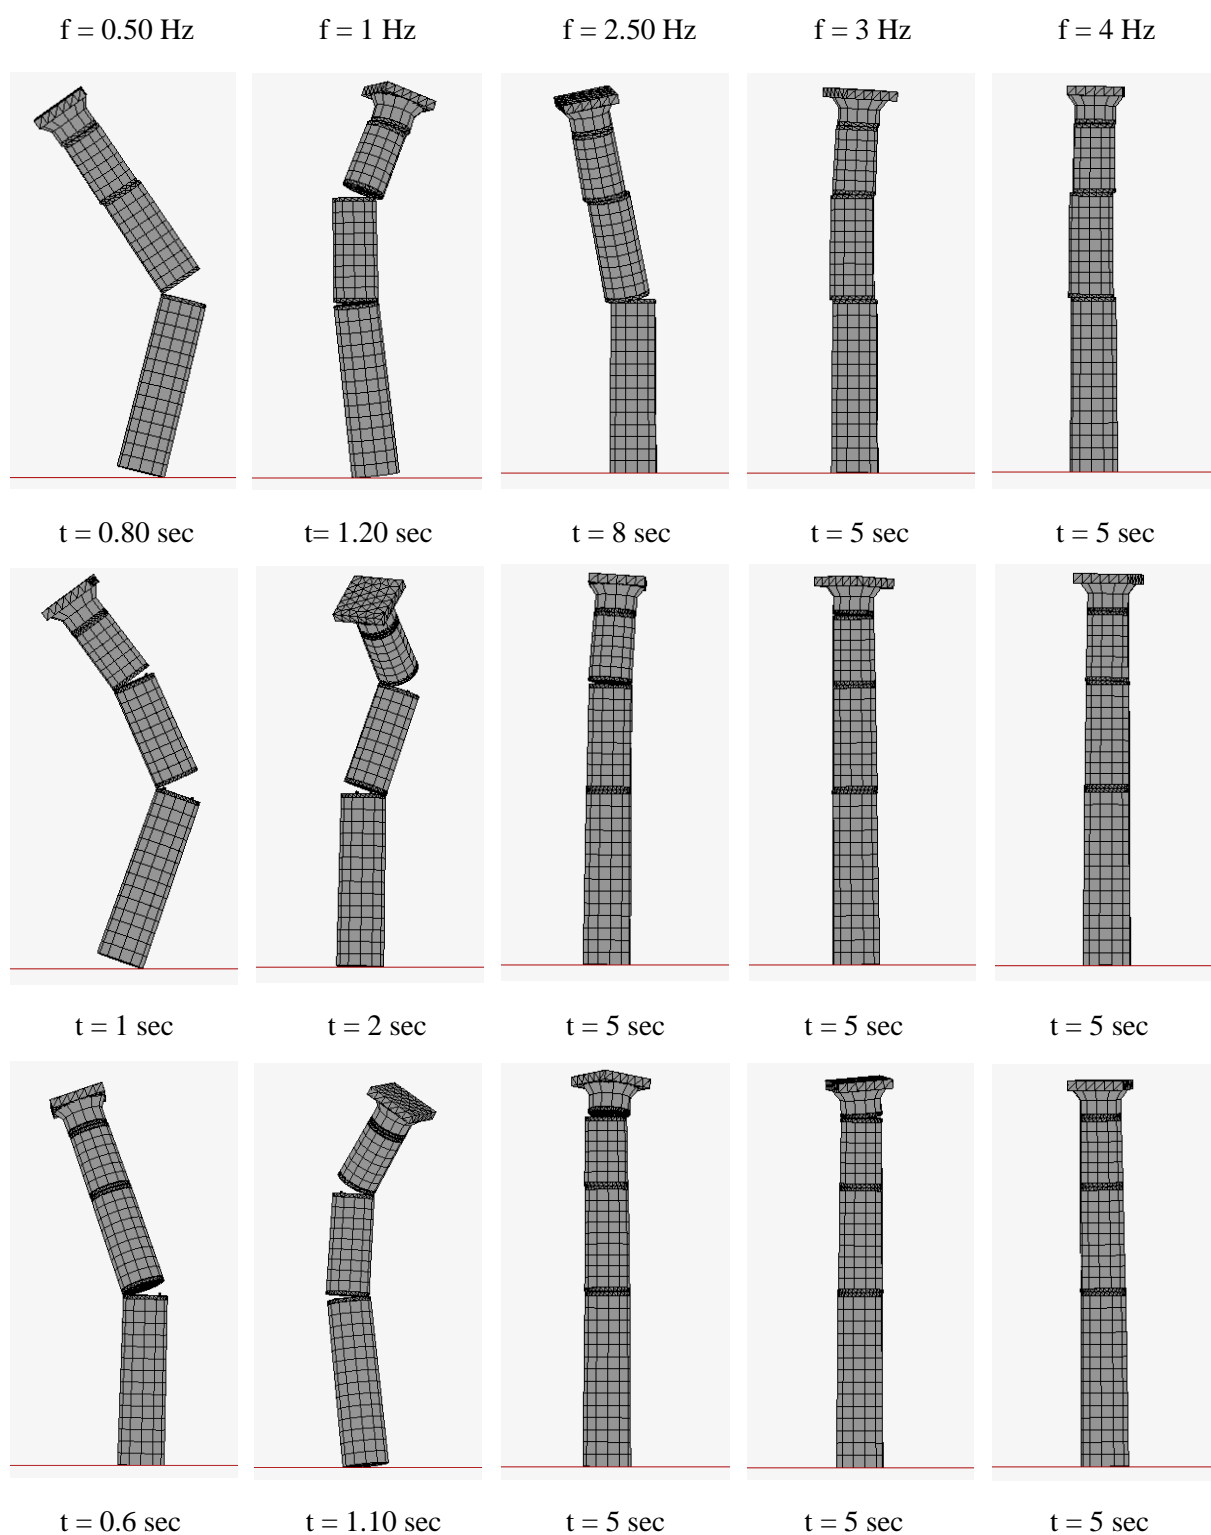 f = 0.50 Hz f = 1 Hz f = 2.50 Hz f = 3 Hz f = 4 Hz
t = 0.80 sec t= 1.20 sec t = 8 sec t = 5 sec t = 5 sec
t = 1 sec t = 2 sec t = 5 sec t = 5 sec t = 5 sec
t = 0.6 sec t = 1.10 sec t = 5 sec t = 5 sec t = 5 sec